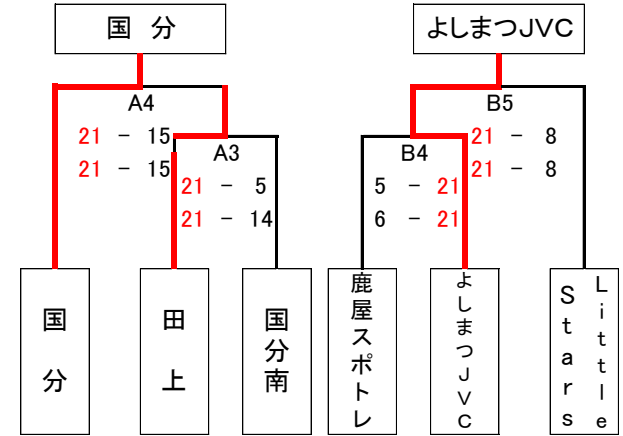 国 分
よしまつJVC
A4
21 - 15
21 - 15
A3
21 - 5
21 - 14
B4
5 - 21
6 - 21
B5
21 - 8
21 - 8
国 分
田 上
国分南
鹿屋スポトレ
よしまつJVC
Little
Stars